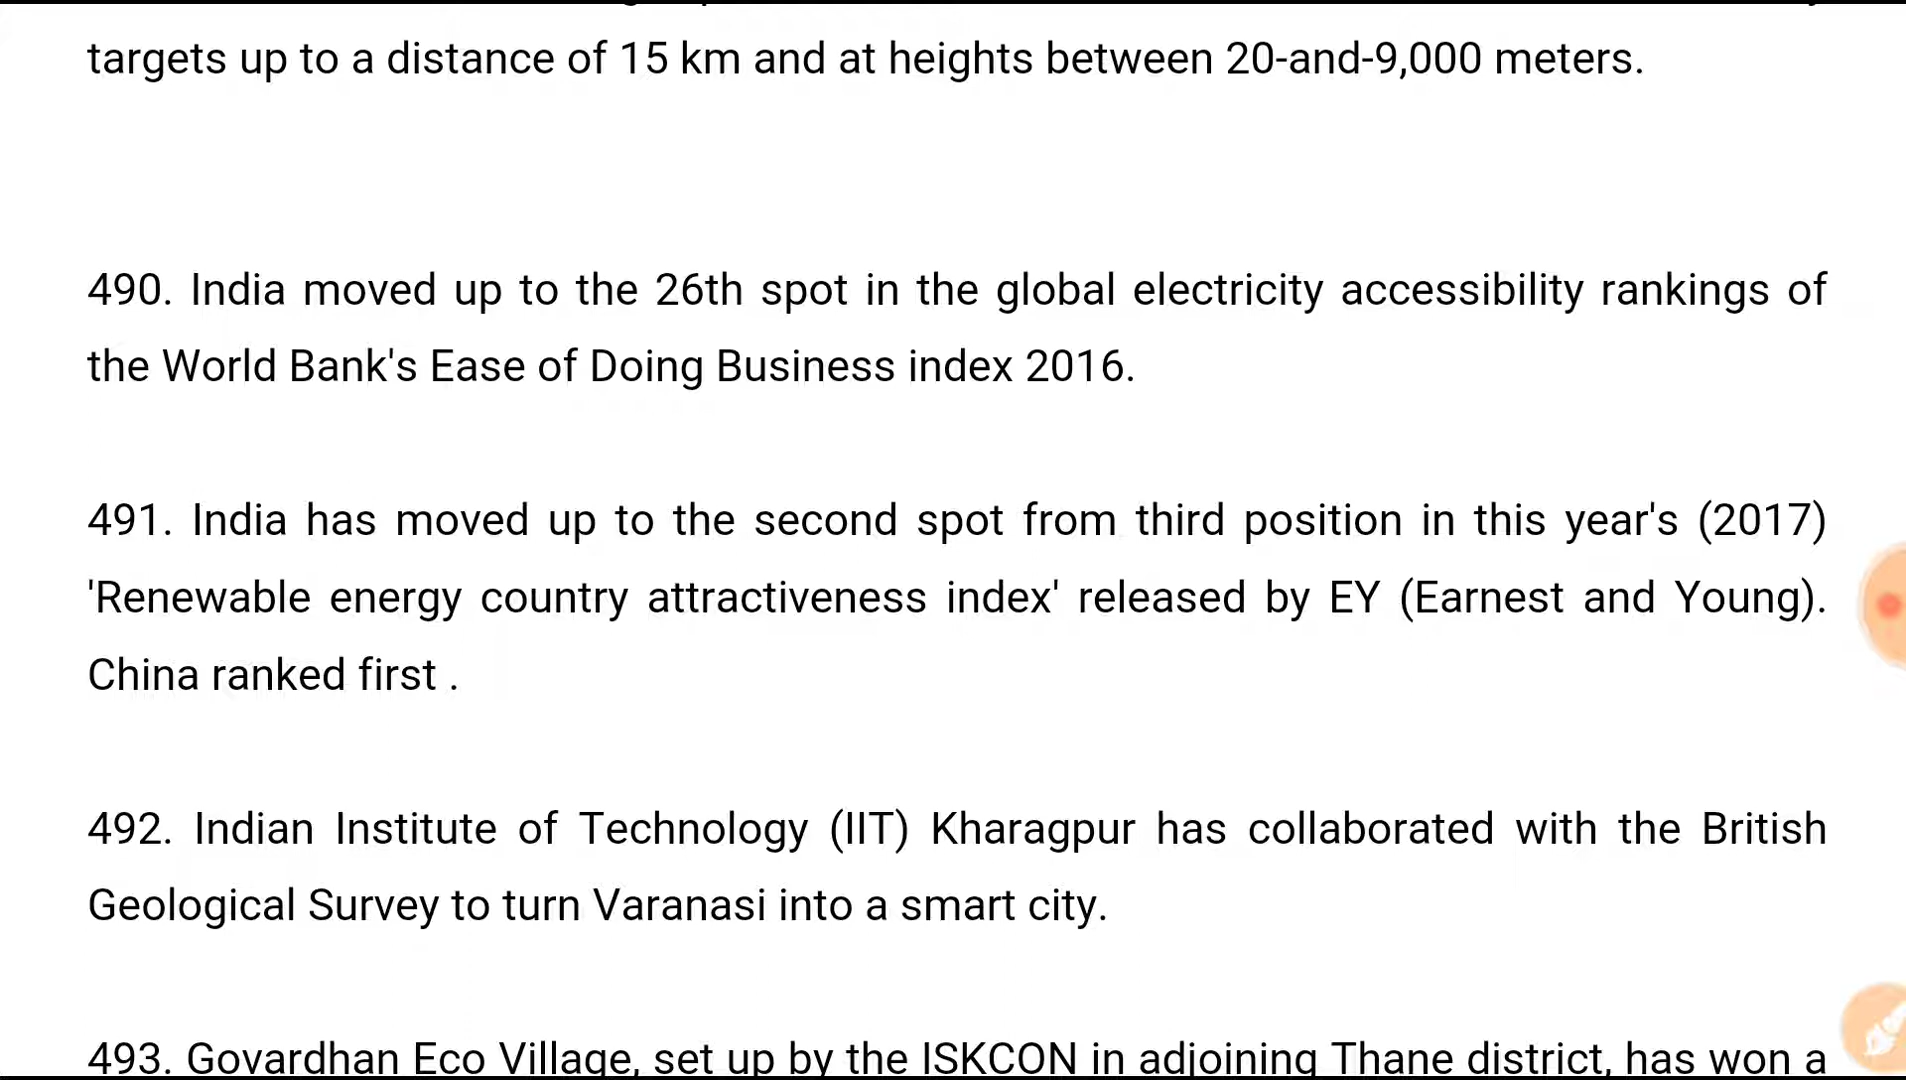 targets up to a distance of 15 km and at heights between 20-and-9,000 meters.
490. India moved up to the 26th spot in the global electricity accessibility rankings of
the World Bank's Ease of Doing Business index 2016.
491. India has moved up to the second spot from third position in this year's (2017)
'Renewable energy country attractiveness index' released by EY (Earnest and Young).
China ranked first .
492. Indian Institute of Technology (IIT) Kharagpur has collaborated with the British
Geological Survey to turn Varanasi into a smart city.
493. Govardhan Eco Village, set up by the ISKCON in adjoining Thane district, has won a